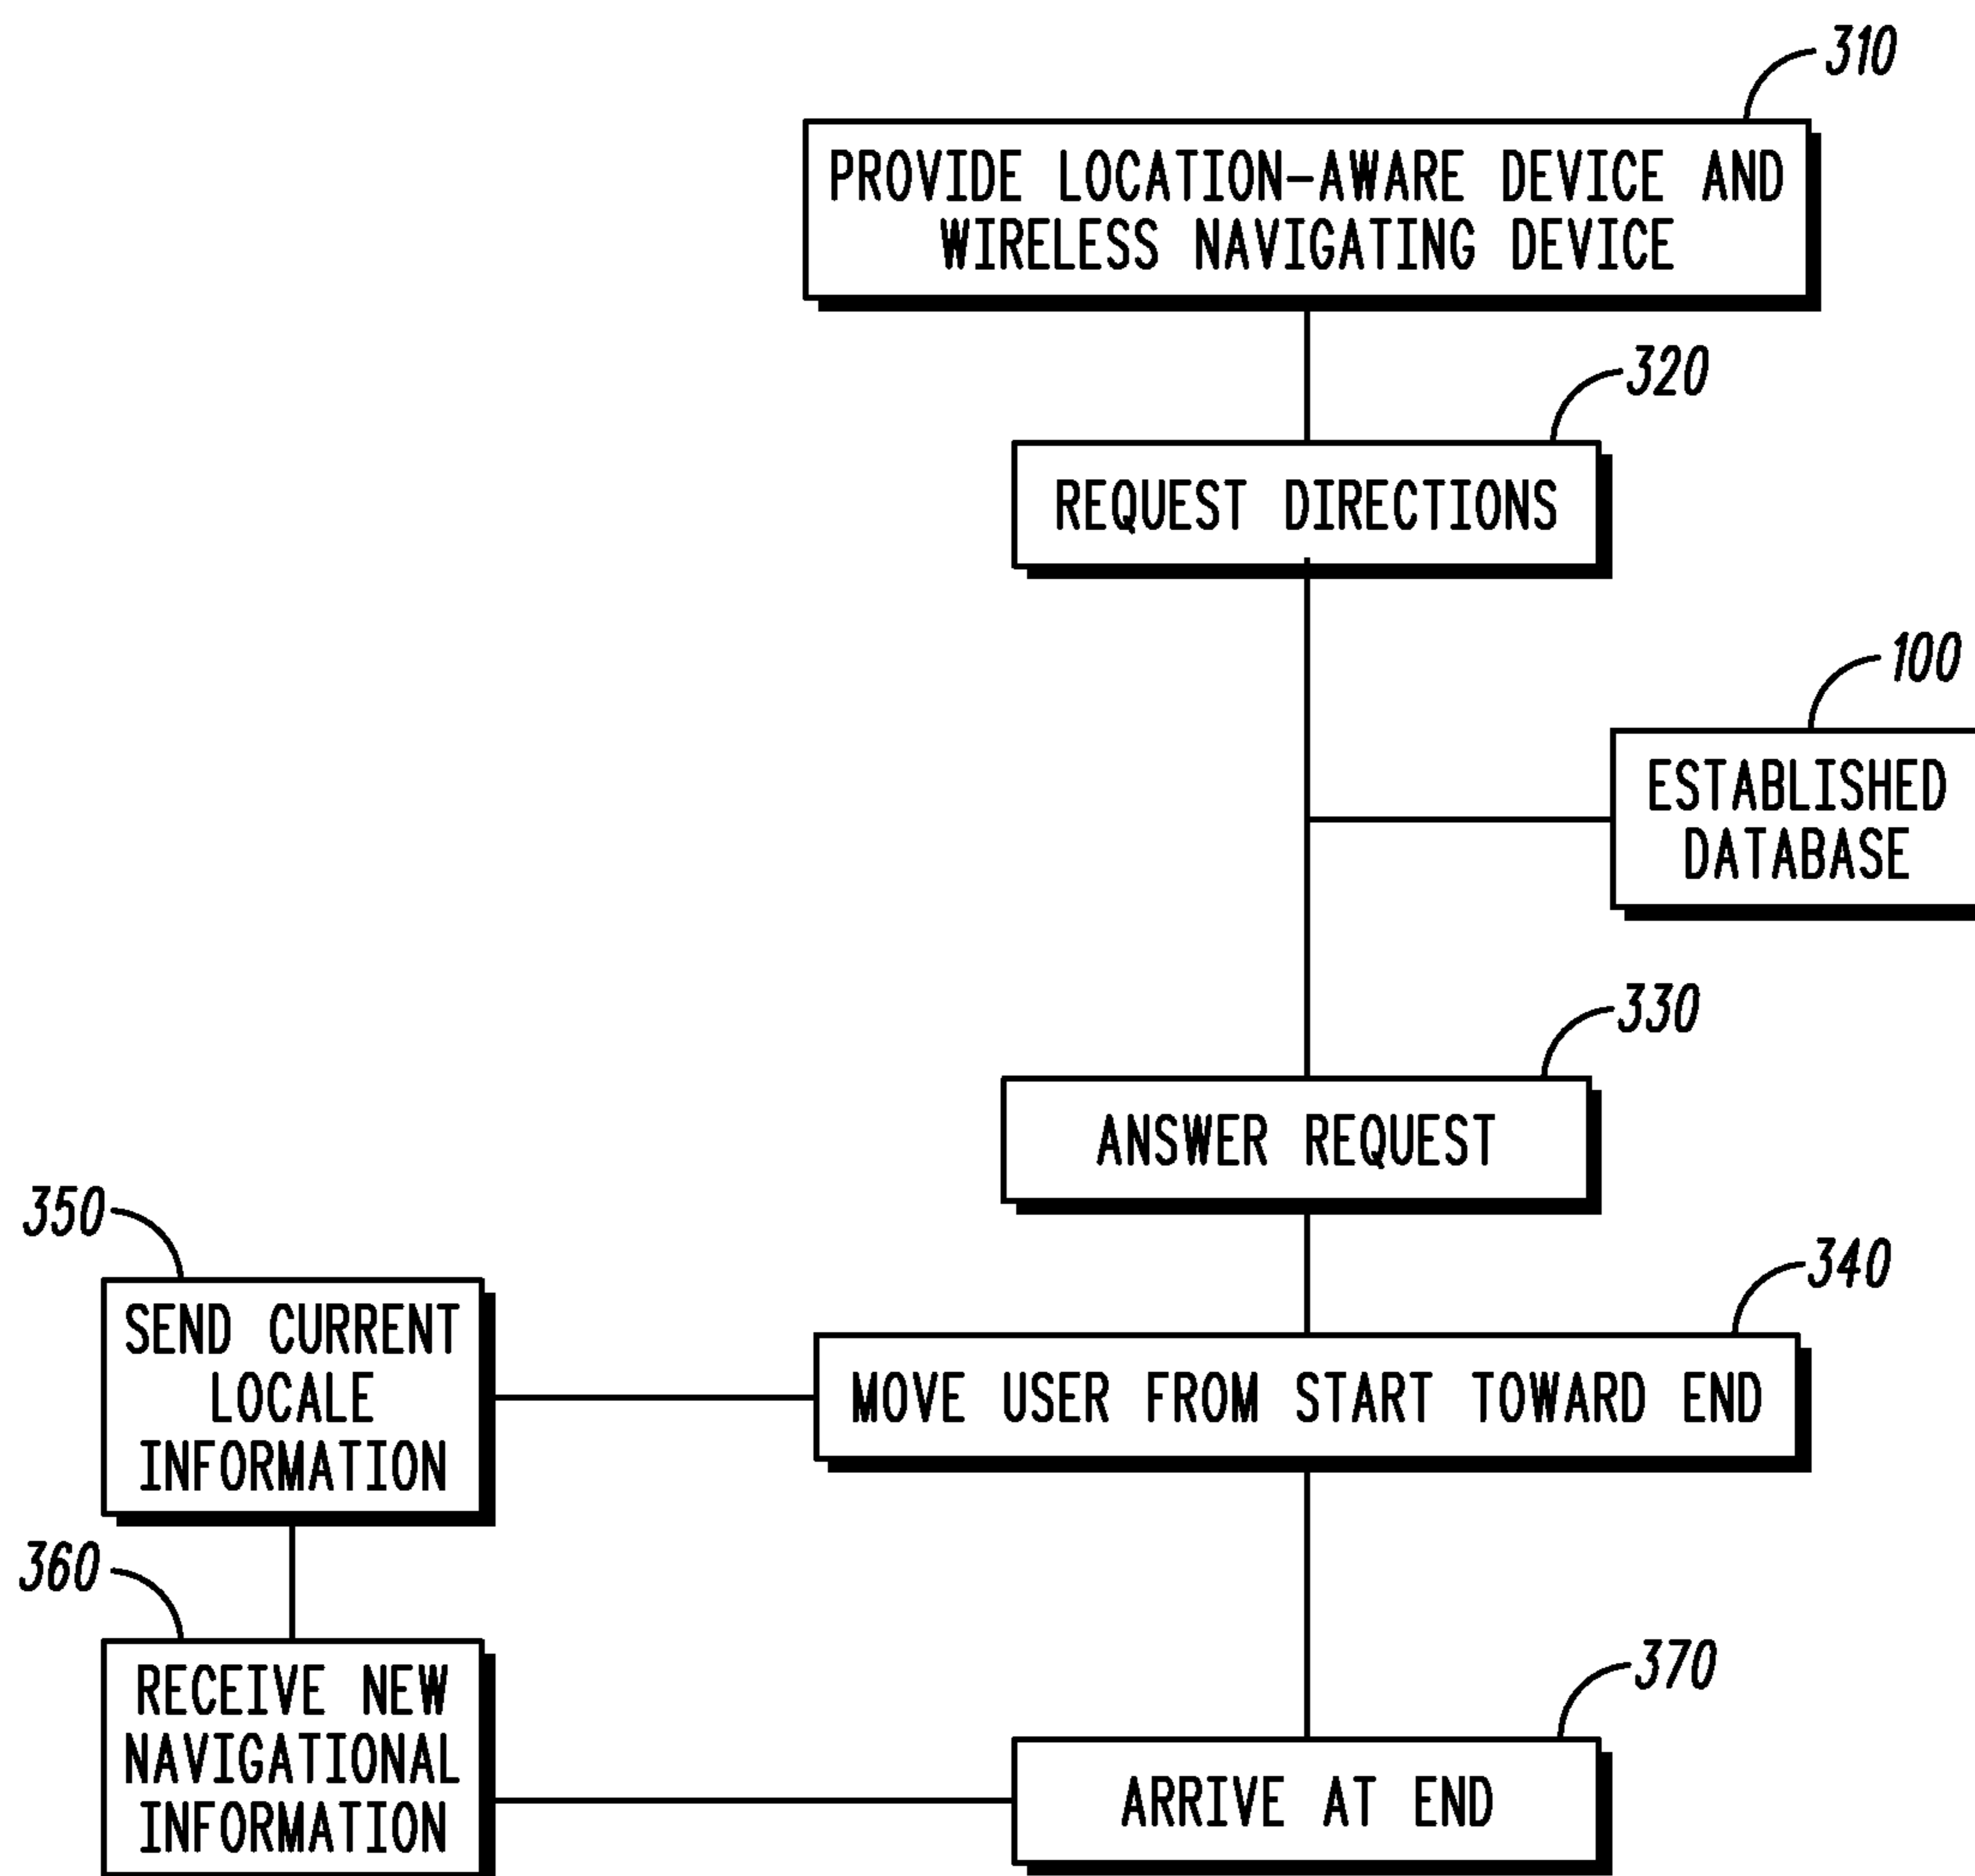 310
PROVIDE LOCATION-AWARE DEVICE AND
WIRELESS NAVIGATING DEVICE
320
REQUEST DIRECTIONS
100
ESTABLISHED
DATABASE
330
ANSWER REQUEST
350
SEND CURRENT
LOCALE
INFORMATION
340
MOVE USER FROM START TOWARD END
360
RECEIVE NEW
NAVIGATIONAL
INFORMATION
370
ARRIVE AT END